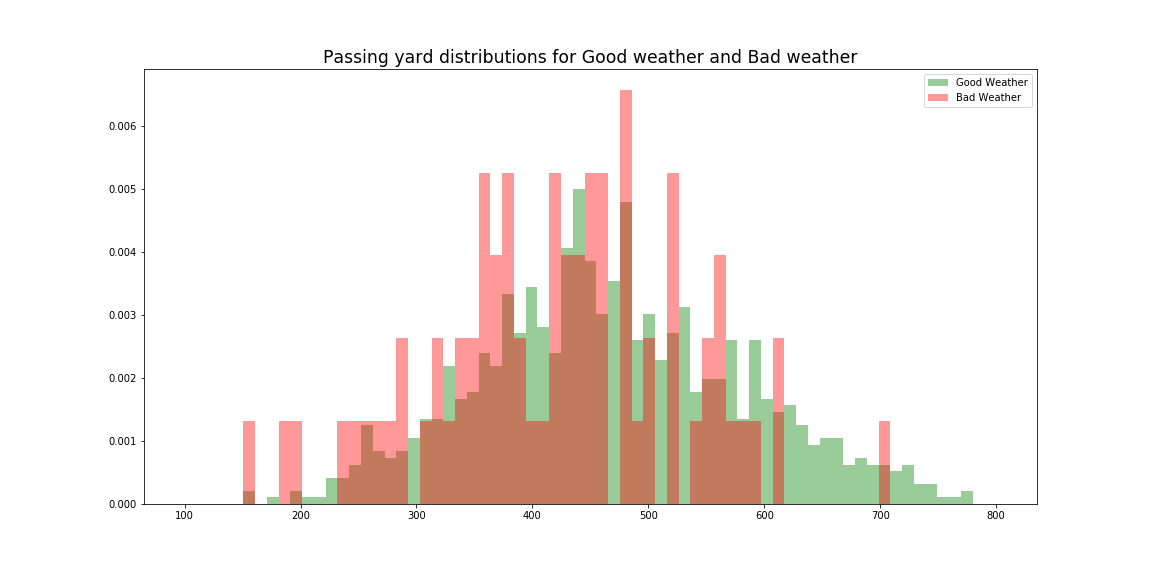 Passing yard distributions for Good weather and Bad weather
Good Weather
Bad Weather
0.006
0.005
0.004
0.003
0.002
0.001
0.000
100 200 300 400 500 600 700 800